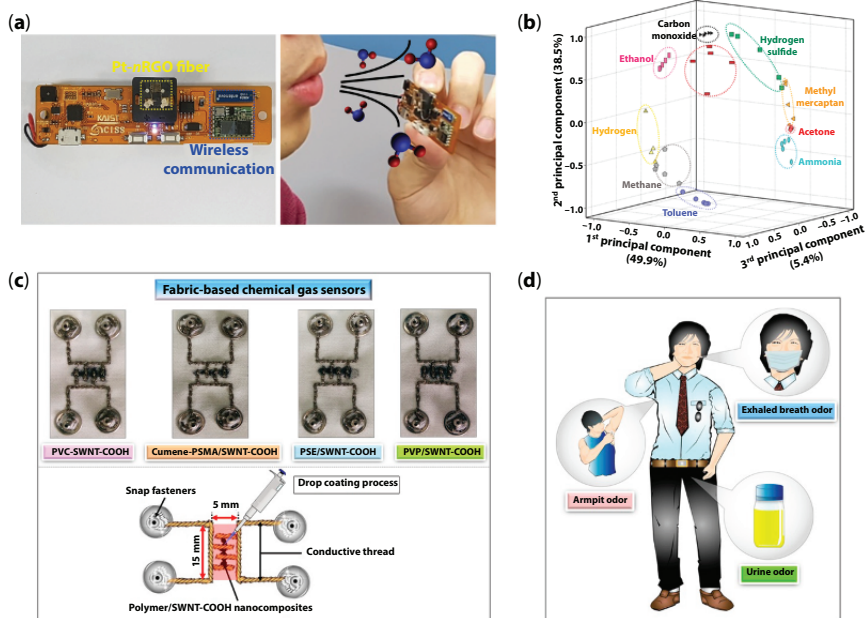 (a)
Pt-nRGO fiber
KAIST
CISS
Wireless
communication
(b)
2nd principal component (38.5%)
1.0
0.5
0.0
−0.5
−1.0
Carbon
monoxide
Hydrogen
sulfide
Ethanol
Methyl
mercaptan
Hydrogen
Acetone
Ammonia
Methane
Toluene
−1.0
−0.5
0.0
0.5
1.0
1st principal component
(49.9%)
1.0
0.5
0.0
−0.5
−1.0
3rd principal component
(5.4%)
(c)
Fabric-based chemical gas sensors
PVC-SWNT-COOH
Cumene-PSMA/SWNT-COOH
PSE/SWNT-COOH
PVP/SWNT-COOH
Snap fasteners
5 mm
Drop coating process
15 mm
Conductive thread
Polymer/SWNT-COOH nanocomposites
(d)
Exhaled breath odor
Armpit odor
Urine odor